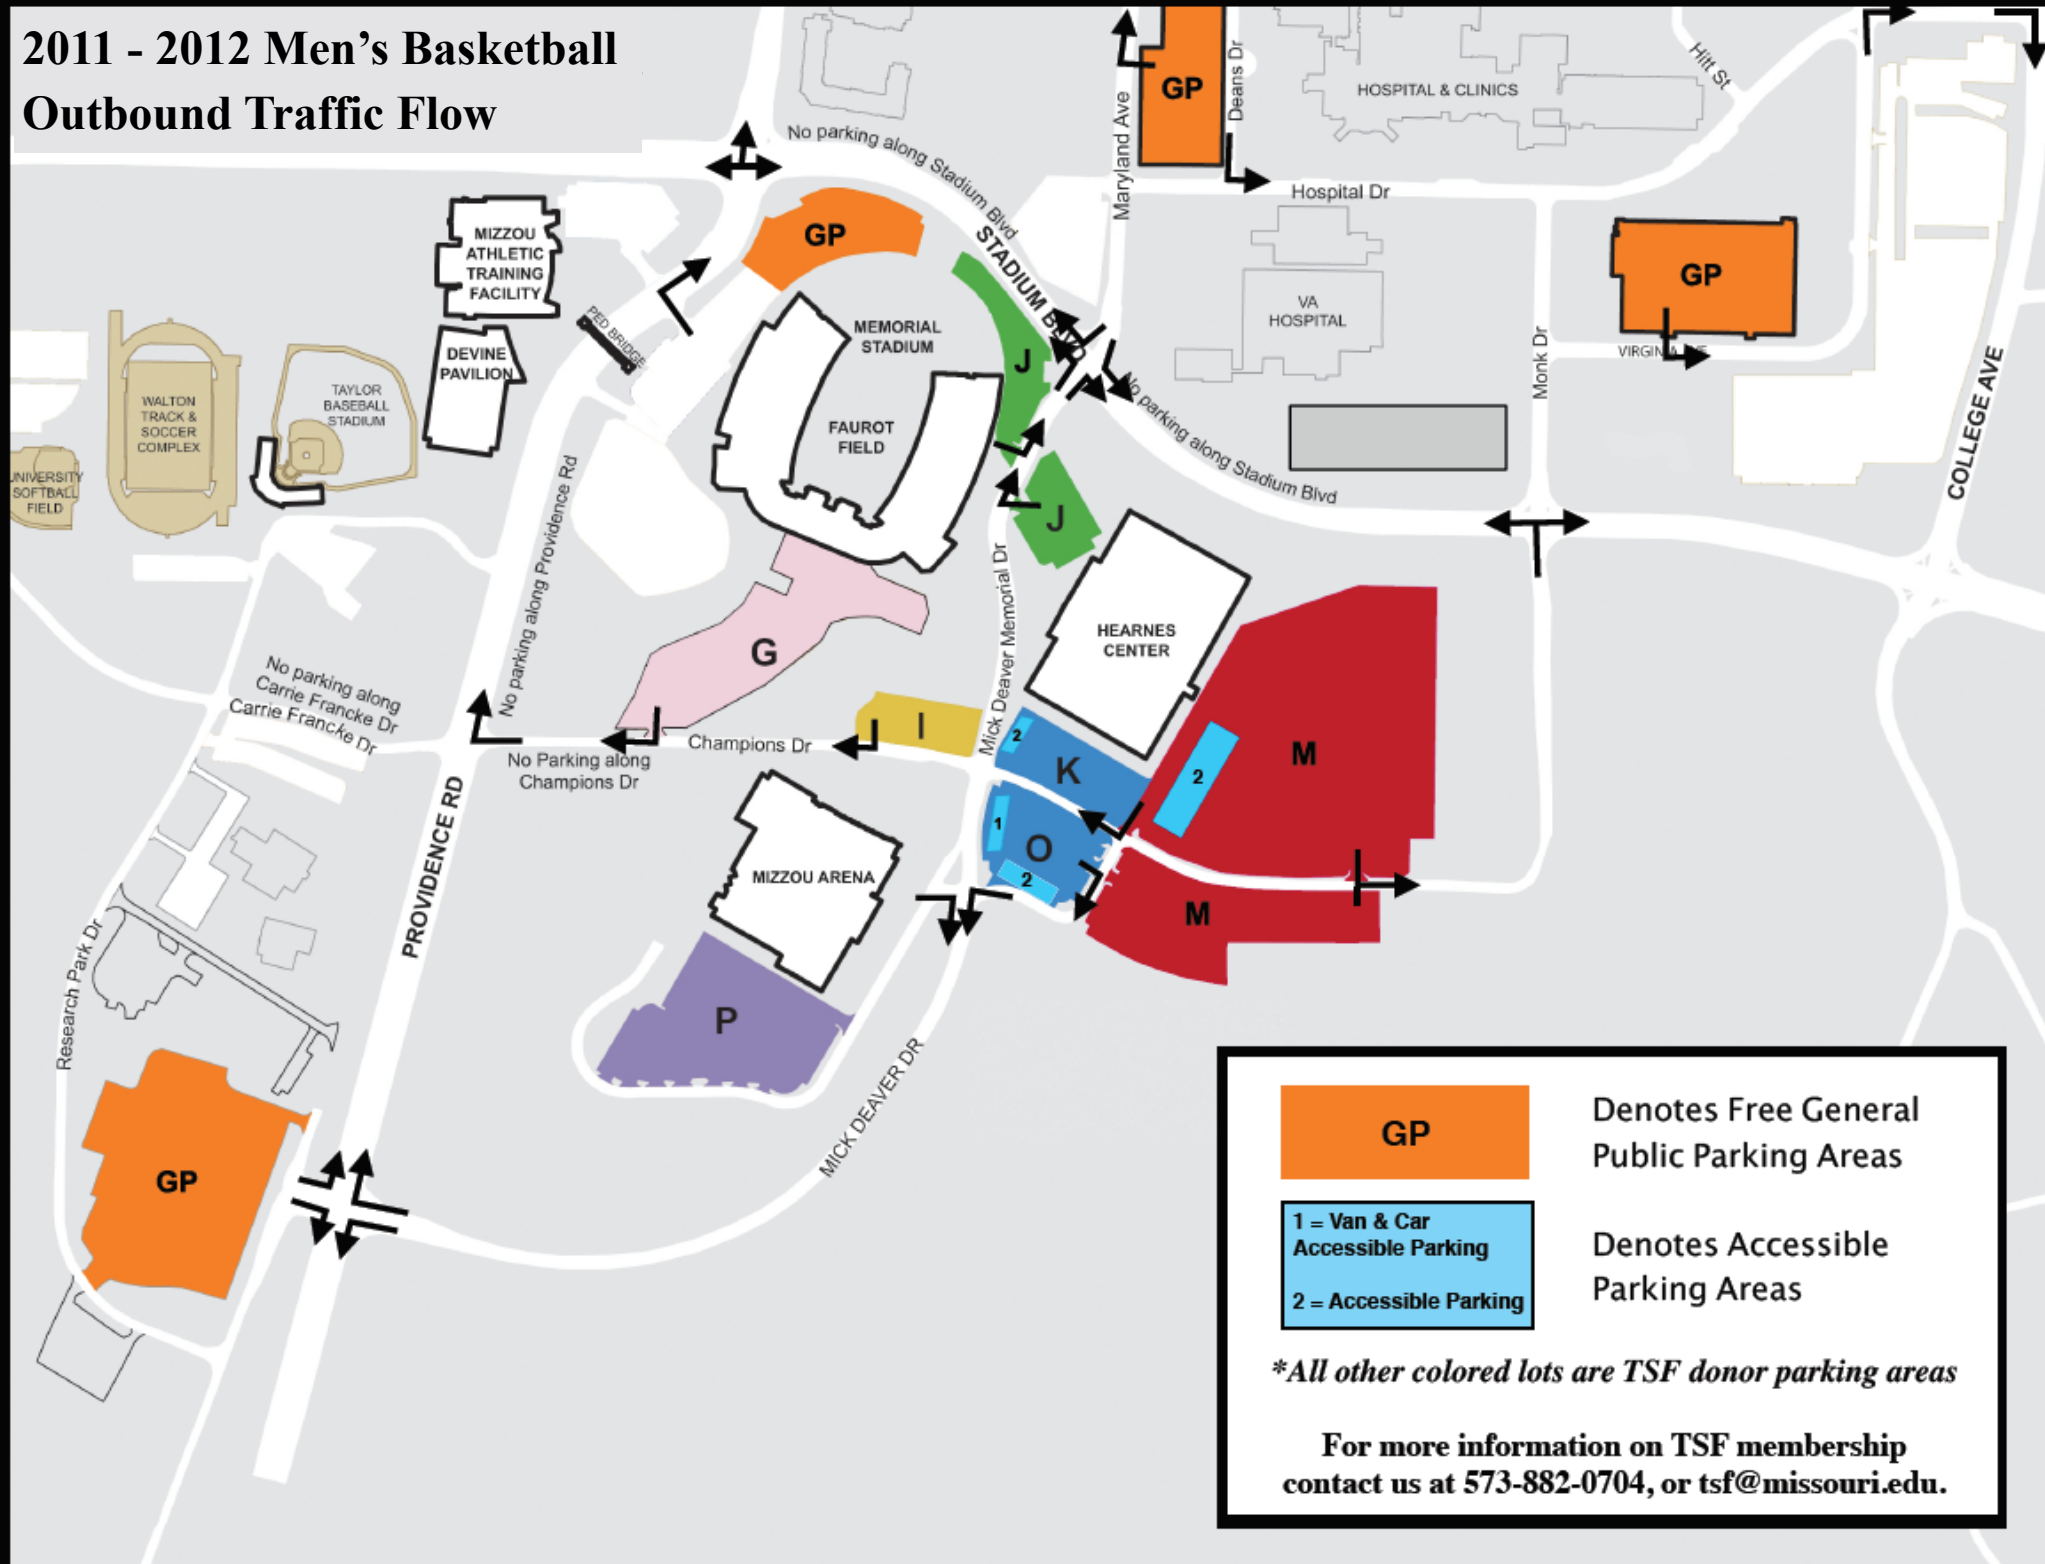 2011 - 2012 Men's Basketball
Outbound Traffic Flow
No parking along Stadium Blvd
STADIUM BLVD
Maryland Ave
GP
Deans Dr
HOSPITAL & CLINICS
Hitt St
Hospital Dr
GP
MIZZOU
ATHLETIC
TRAINING
FACILITY
GP
VA
HOSPITAL
GP
VIRGINIA AVE
Monk Dr
COLLEGE AVE
PED BRIDGE
DEVINE
PAVILION
MEMORIAL
STADIUM
J
TAYLOR
BASEBALL
STADIUM
WALTON
TRACK &
SOCCER
COMPLEX
UNIVERSITY
SOFTBALL
FIELD
FAUROT
FIELD
No parking along Stadium Blvd
J
No parking along Providence Rd
Mick Deaver Memorial Dr
HEARNES
CENTER
G
No parking along
Carrie Francke Dr
Carrie Francke Dr
I
2
K
2
M
Champions Dr
No Parking along
Champions Dr
PROVIDENCE RD
1
O
2
MIZZOU ARENA
M
Research Park Dr
P
MICK DEAVER DR
GP
GP
Denotes Free General
Public Parking Areas
1 = Van & Car
Accessible Parking
2 = Accessible Parking
Denotes Accessible
Parking Areas
*All other colored lots are TSF donor parking areas
For more information on TSF membership
contact us at 573-882-0704, or tsf@missouri.edu.